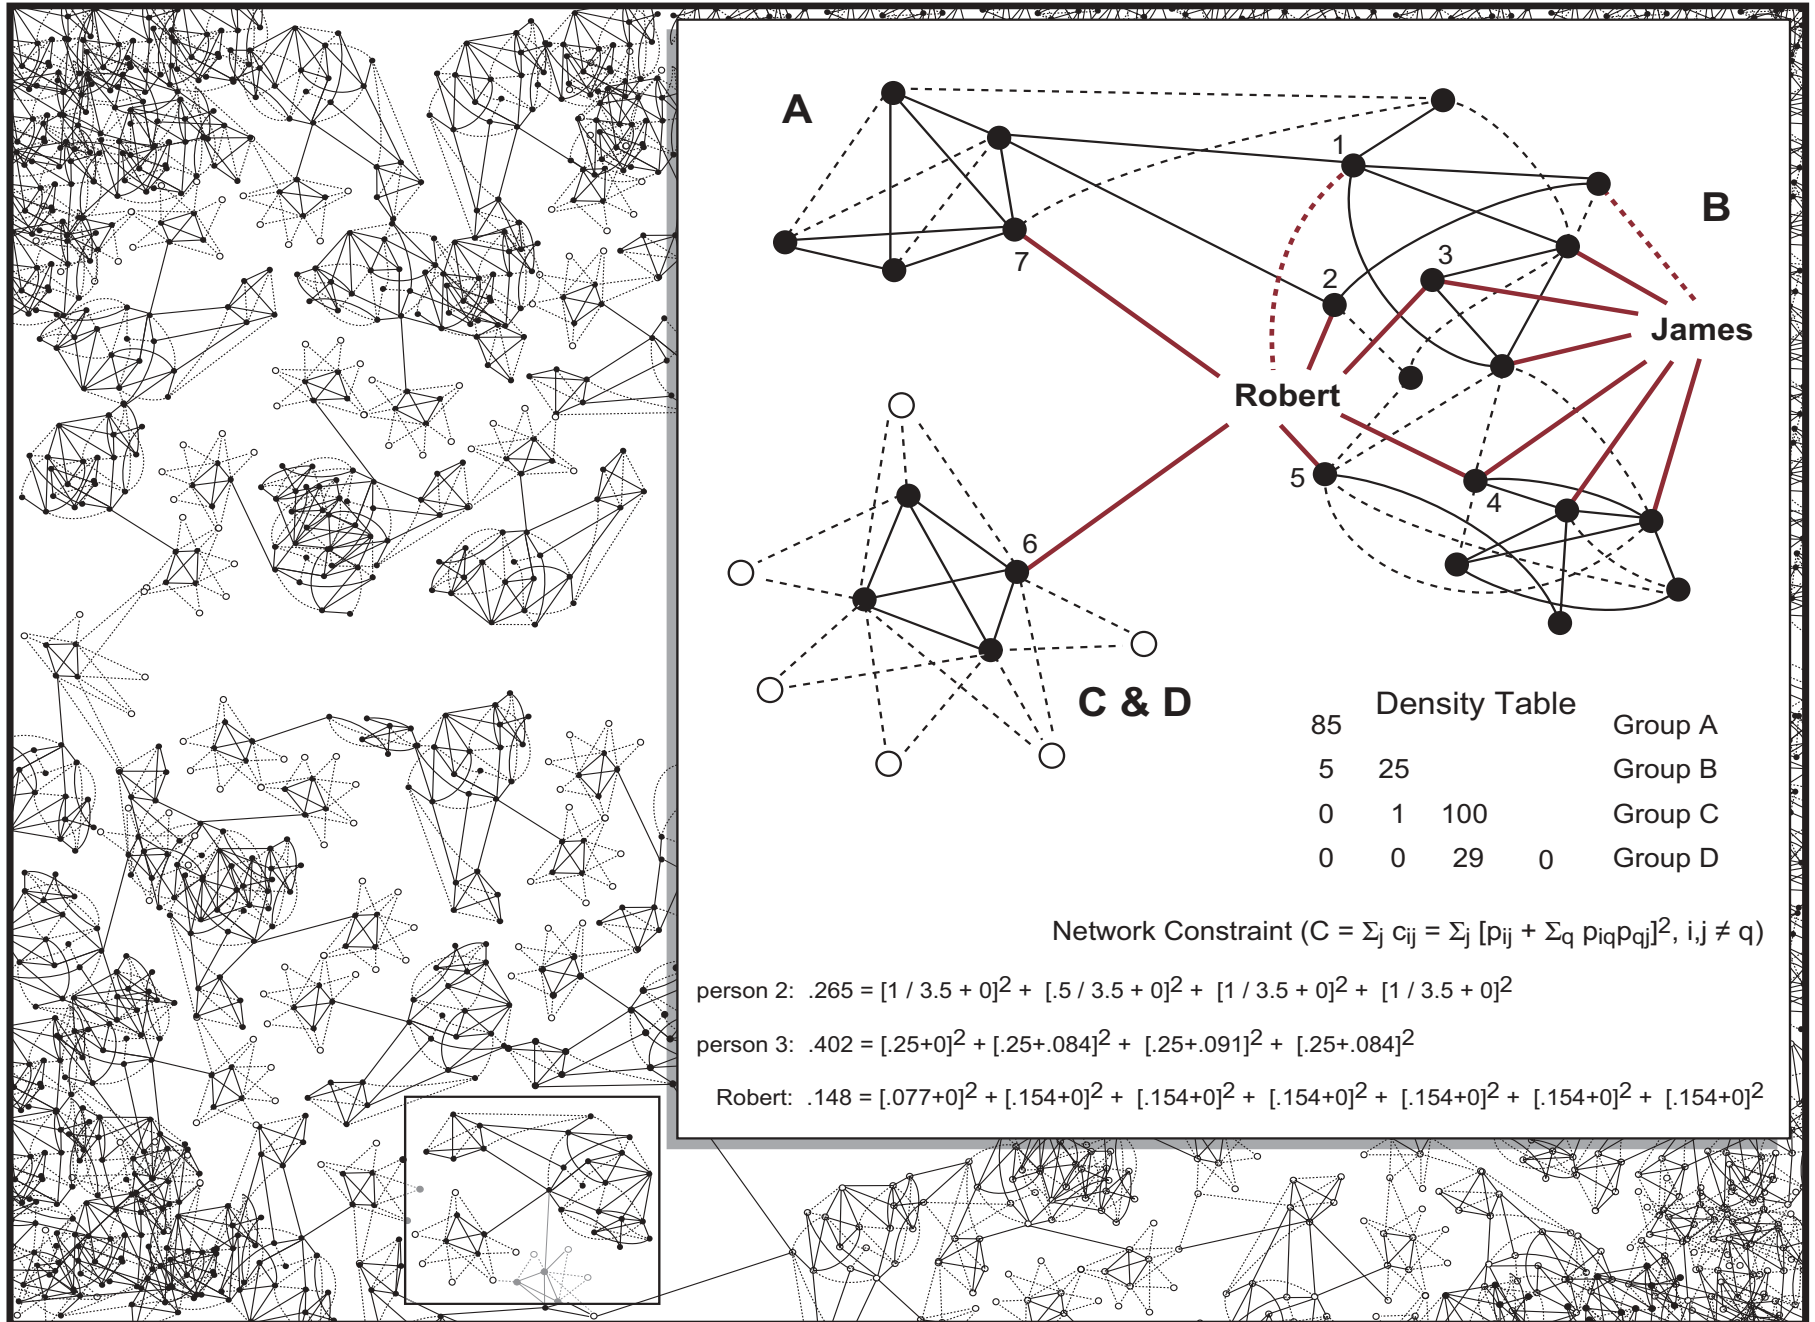 A
1
B
3
7
2
James
Robert
5
4
6
C & D
Density Table
85 Group A
5 25 Group B
0 1 100 Group C
0 0 29 0 Group D
Network Constraint (C = Σj cij = Σj [pij + Σq piqpqj]2, i,j ≠ q)
person 2: .265 = [1 / 3.5 + 0]2 + [.5 / 3.5 + 0]2 + [1 / 3.5 + 0]2 + [1 / 3.5 + 0]2
person 3: .402 = [.25+0]2 + [.25+.084]2 + [.25+.091]2 + [.25+.084]2
Robert: .148 = [.077+0]2 + [.154+0]2 + [.154+0]2 + [.154+0]2 + [.154+0]2 + [.154+0]2 + [.154+0]2